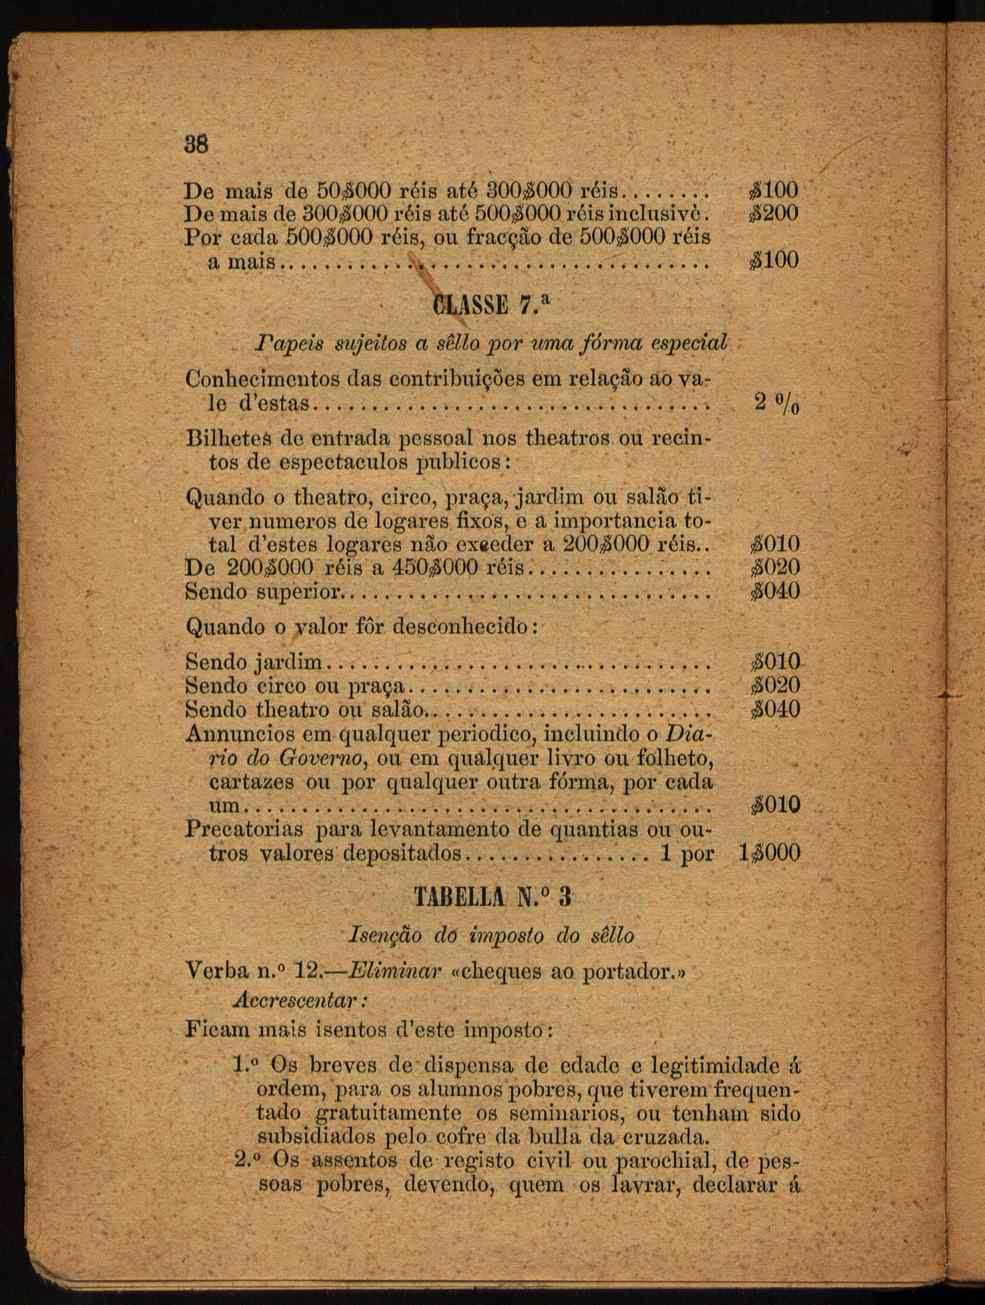 38
De mais de 50$000 réis até 300$000 réis........ $100
De mais de 300$000 réis até 500$000 réis inclusivè. $200
Por cada 500$000 réis, ou fracção de 500$000 réis
a mais...................................... $100
CLASSE 7.ª
Papeis sujeitos a sêllo por uma fórma especial
Conhecimentos das contribuições em relação ao va-
le d'estas.................................. 2 %
Bilhetes de entrada pessoal nos theatros ou recin-
tos de espectaculos publicos:
Quando o theatro, circo, praça, jardim ou salão ti-
ver numeros de logares fixos, e a importancia to-
tal d'estes logares não exceder a 200$000 réis.. $010
De 200$000 réis a 450$000 réis................ $020
Sendo superior................................ $040
Quando o valor fôr desconhecido:
Sendo jardim.................................. $010
Sendo circo ou praça........................... $020
Sendo theatro ou salão.......................... $040
Annuncios em qualquer periodico, incluindo o Dia-
rio do Governo, ou em qualquer livro ou folheto,
cartazes ou por qualquer outra fórma, por cada
um......................................... $010
Precatorias para levantamento de quantias ou ou-
tros valores depositados................ 1 por 1$000
TABELLA N.º 3
Isenção do imposto do sêllo
Verba n.º 12.—Eliminar «cheques ao portador.»
Accrescentar:
Ficam mais isentos d'este imposto:
1.º Os breves de dispensa de edade e legitimidade á
ordem, para os alumnos pobres, que tiverem frequen-
tado gratuitamente os seminarios, ou tenham sido
subsidiados pelo cofre da bulla da cruzada.
2.º Os assentos de registo civil ou parochial, de pes-
soas pobres, devendo, quem os lavrar, declarar á